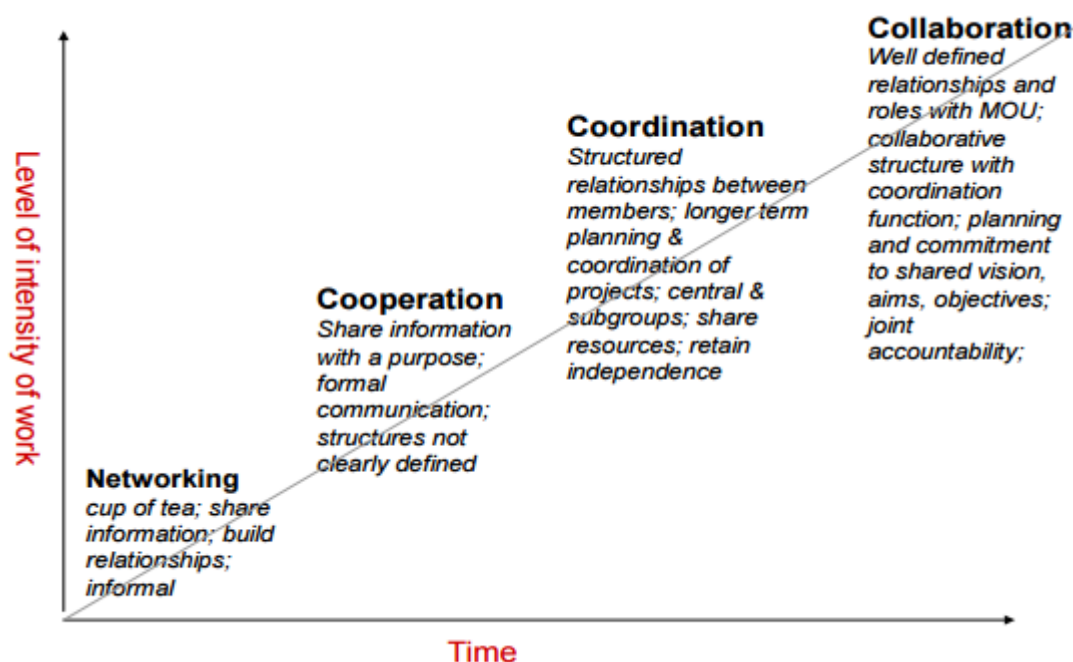 Collaboration
Well defined
relationships and
roles with MOU;
collaborative
structure with
coordination
function; planning
and commitment
to shared vision,
aims, objectives;
joint
accountability;
Coordination
Structured
relationships between
members; longer term
planning &
coordination of
projects; central &
subgroups; share
resources; retain
independence
Cooperation
Share information
with a purpose;
formal
communication;
structures not
clearly defined
Networking
cup of tea; share
information; build
relationships;
informal
Level of intensity of work
Time